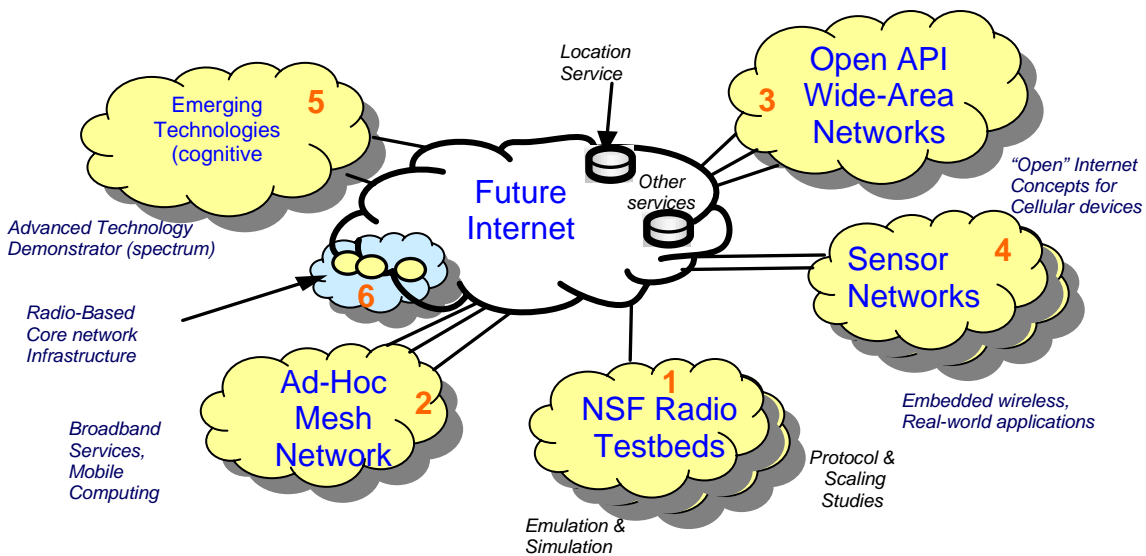 Location
Service
Open API
Wide-Area
Networks
3
5
Emerging
Technologies
(cognitive
Future
Internet
Other
services
“Open” Internet
Concepts for
Cellular devices
Advanced Technology
Demonstrator (spectrum)
Sensor
Networks
4
6
Radio-Based
Core network
Infrastructure
Ad-Hoc
Mesh
Network
2
1
NSF Radio
Testbeds
Embedded wireless,
Real-world applications
Broadband
Services,
Mobile
Computing
Protocol &
Scaling
Studies
Emulation &
Simulation